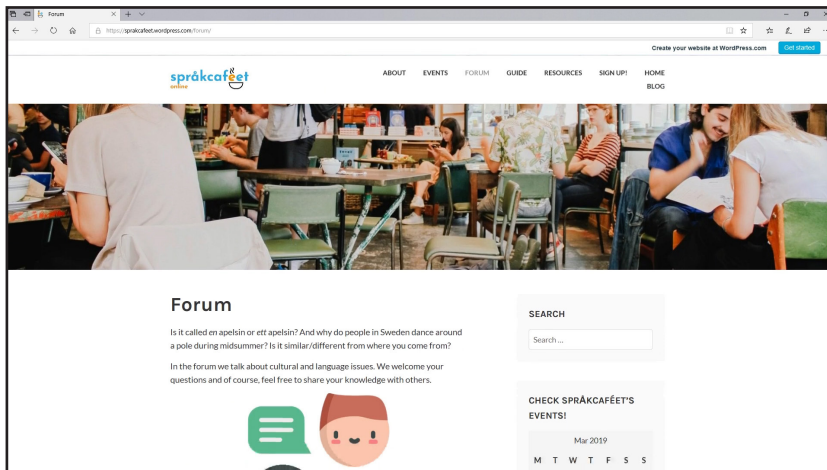 Forum
https://sprakcafeet.wordpress.com/forum/
Create your website at WordPress.com
Get started
språkcaféet
online
ABOUT EVENTS FORUM GUIDE RESOURCES SIGN UP! HOME
BLOG
Forum
Is it called en apelsin or ett apelsin? And why do people in Sweden dance around
a pole during midsummer? Is it similar/different from where you come from?
In the forum we talk about cultural and language issues. We welcome your
questions and of course, feel free to share your knowledge with others.
SEARCH
Search …
CHECK SPRÅKCAFÉET'S
EVENTS!
Mar 2019
M T W T F S S